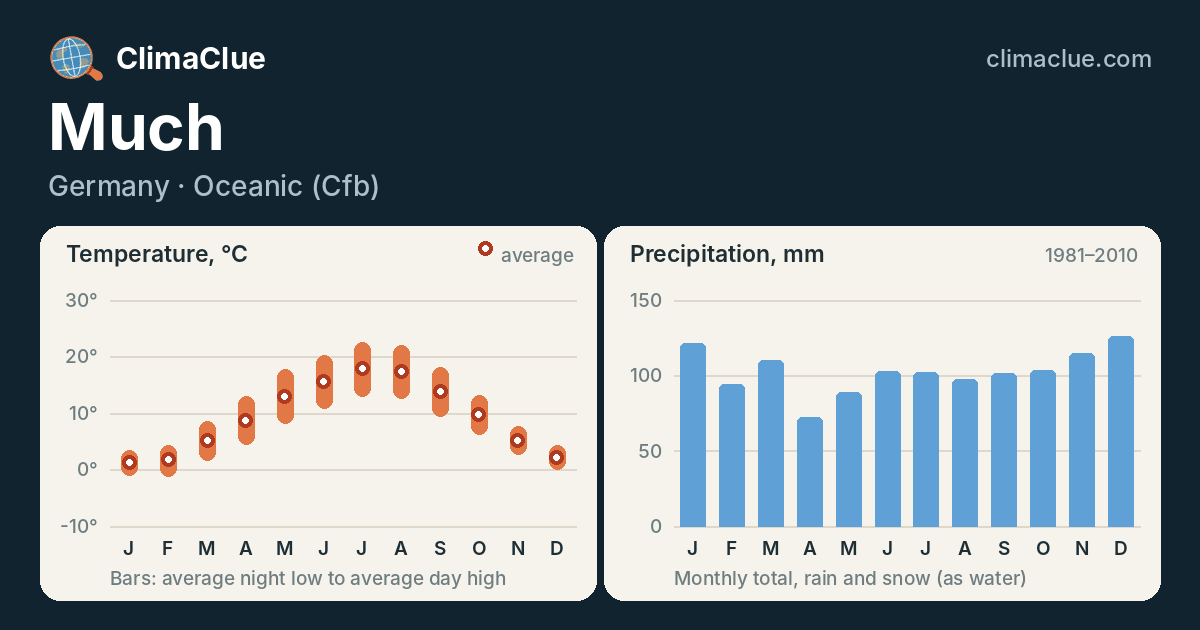 ClimaClue
climaclue.com
Much
Germany · Oceanic (Cfb)
Temperature, °C
average
30°
20°
10°
0°
-10°
J F M A M J J A S O N D
Bars: average night low to average day high
Precipitation, mm
1981–2010
150
100
50
0
J F M A M J J A S O N D
Monthly total, rain and snow (as water)